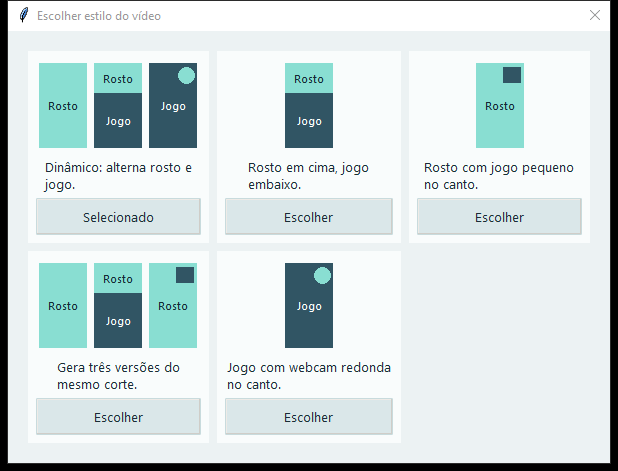 Escolher estilo do vídeo
Rosto
Rosto
Jogo
Jogo
Dinâmico: alterna rosto e
jogo.
Selecionado
Rosto
Jogo
Rosto em cima, jogo
embaixo.
Escolher
Rosto
Rosto com jogo pequeno
no canto.
Escolher
Rosto
Rosto
Jogo
Rosto
Gera três versões do
mesmo corte.
Escolher
Jogo
Jogo com webcam redonda
no canto.
Escolher